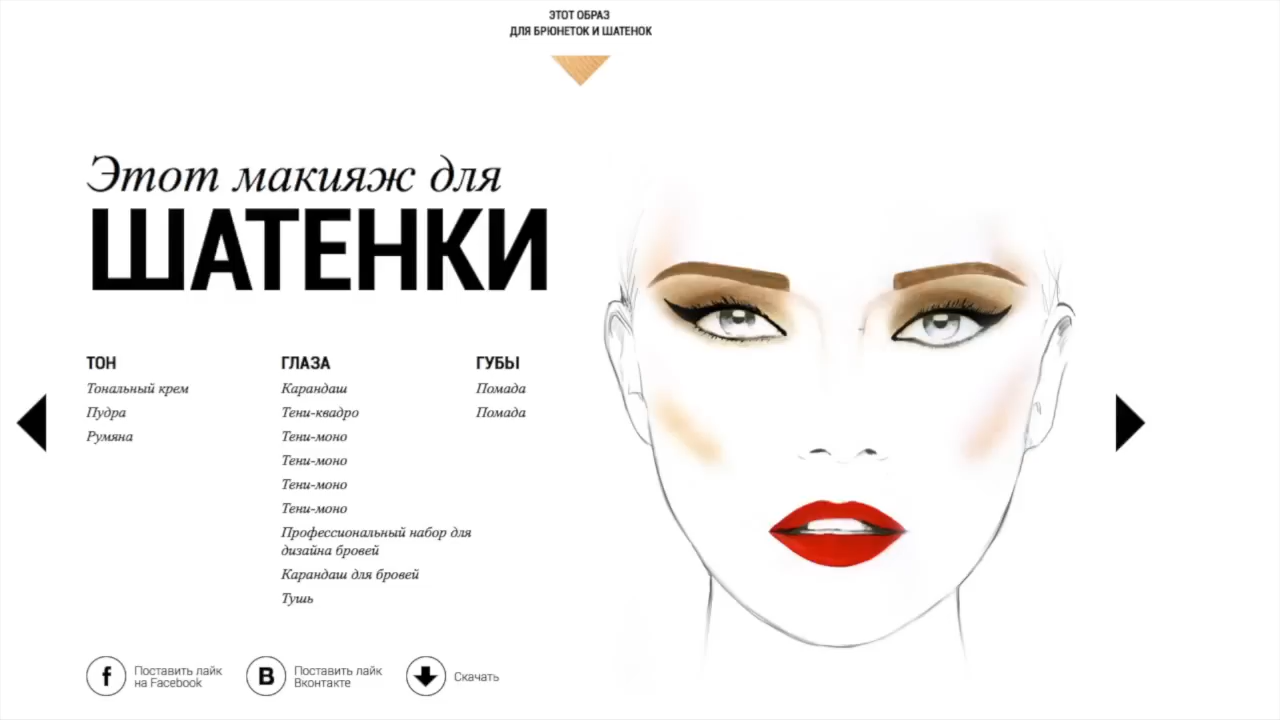 ЭТОТ ОБРАЗ
ДЛЯ БРЮНЕТОК И ШАТЕНОК
Этот макияж для
ШАТЕНКИ
ТОН
Тональный крем
Пудра
Румяна
ГЛАЗА
Карандаш
Тени-квадро
Тени-моно
Тени-моно
Тени-моно
Тени-моно
Профессиональный набор для
дизайна бровей
Карандаш для бровей
Тушь
ГУБЫ
Помада
Помада
f
Поставить лайк
на Facebook
В
Поставить лайк
Вконтакте
Скачать